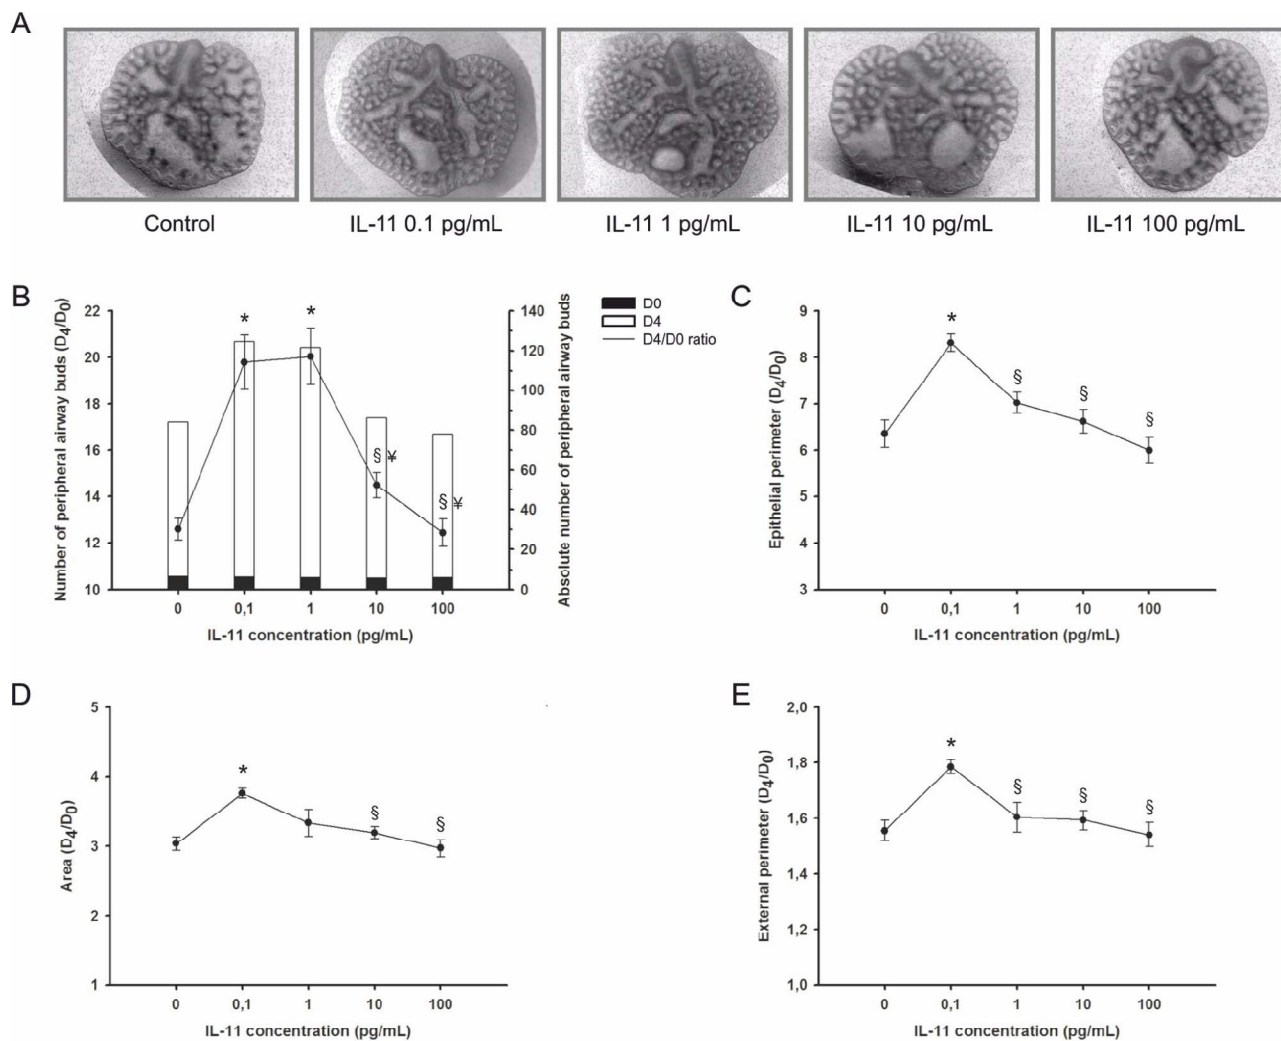 A
Control
IL-11 0.1 pg/mL
IL-11 1 pg/mL
IL-11 10 pg/mL
IL-11 100 pg/mL
B
Number of peripheral airway buds (D4/D0)
22
20
18
16
14
12
10
* * § ¥ § ¥
140
120
100
80
60
40
20
0
Absolute number of peripheral airway buds
D0
D4
D4/D0 ratio
0 0,1 1 10 100
IL-11 concentration (pg/mL)
C
Epithelial perimeter (D4/D0)
9
8
7
6
5
4
3
* § § §
0 0,1 1 10 100
IL-11 concentration (pg/mL)
D
Area (D4/D0)
5
4
3
2
1
* § §
0 0,1 1 10 100
IL-11 concentration (pg/mL)
E
External perimeter (D4/D0)
2,0
1,8
1,6
1,4
1,2
1,0
* § § §
0 0,1 1 10 100
IL-11 concentration (pg/mL)